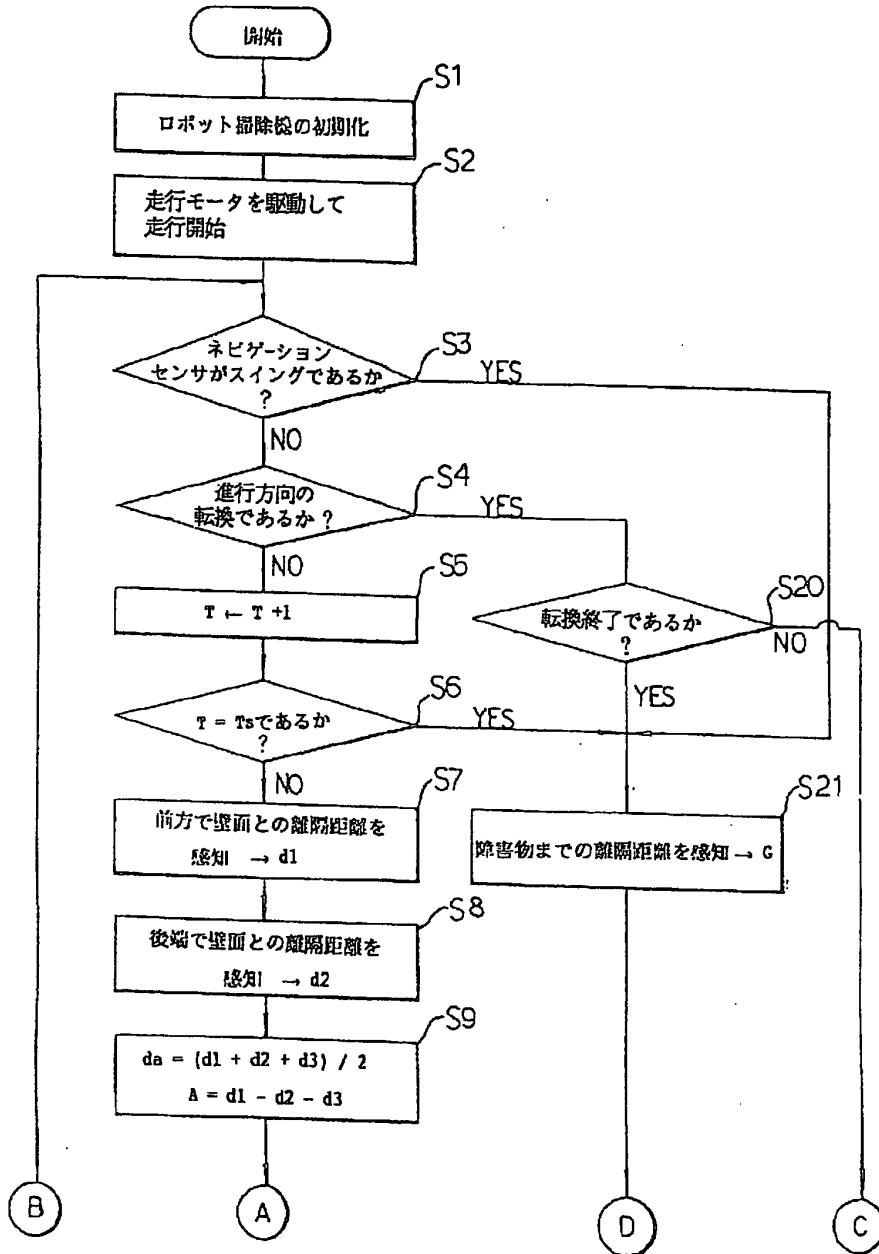 開始
S1
ロボット掃除機の初期化
S2
走行モータを駆動して
走行開始
ネビゲーション
センサがスイングであるか
?
S3
YES
NO
進行方向の
転換であるか ?
S4
YES
NO
S5
T ← T +1
転換終了であるか
?
S20
NO
YES
T = Tsであるか
?
S6
YES
NO
S7
前方で壁面との離隔距離を
感知 → d1
S21
障害物までの離隔距離を感知 → G
S8
後端で壁面との離隔距離を
感知 → d2
S9
da = (d1 + d2 + d3) / 2
A = d1 - d2 - d3
B
A
D
C